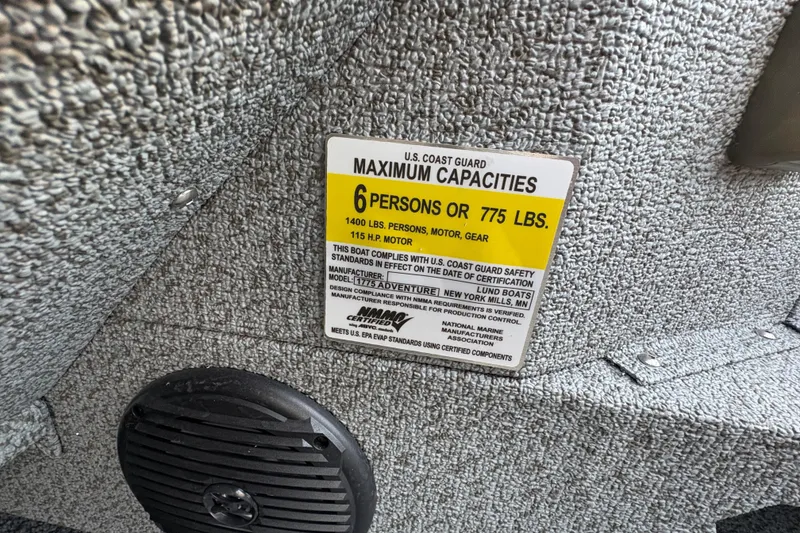 U.S. COAST GUARD
MAXIMUM CAPACITIES
6 PERSONS OR 775 LBS.
1400 LBS. PERSONS, MOTOR, GEAR
115 H.P. MOTOR
THIS BOAT COMPLIES WITH U.S. COAST GUARD SAFETY
STANDARDS IN EFFECT ON THE DATE OF CERTIFICATION
MANUFACTURER: LUND BOATS
MODEL: 1775 ADVENTURE NEW YORK MILLS, MN
DESIGN COMPLIANCE WITH NMMA REQUIREMENTS IS VERIFIED.
MANUFACTURER RESPONSIBLE FOR PRODUCTION CONTROL.
NMMA
CERTIFIED
NATIONAL MARINE
MANUFACTURERS
ASSOCIATION
MEETS U.S. EPA EVAP STANDARDS USING CERTIFIED COMPONENTS